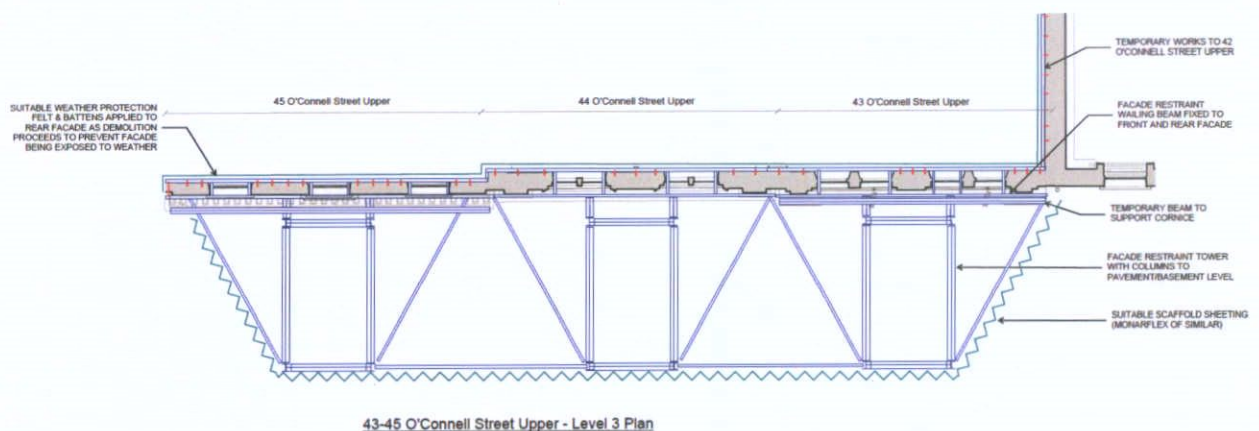 TEMPORARY WORKS TO 42
O'CONNELL STREET UPPER
45 O'Connell Street Upper
44 O'Connell Street Upper
43 O'Connell Street Upper
SUITABLE WEATHER PROTECTION
FELT & BATTENS APPLIED TO
REAR FACADE AS DEMOLITION
PROCEEDS TO PREVENT FACADE
BEING EXPOSED TO WEATHER
FACADE RESTRAINT
WAILING BEAM FIXED TO
FRONT AND REAR FACADE
TEMPORARY BEAM TO
SUPPORT CORNICE
FACADE RESTRAINT TOWER
WITH COLUMNS TO
PAVEMENT/BASEMENT LEVEL
SUITABLE SCAFFOLD SHEETING
(MONARFLEX OF SIMILAR)
43-45 O'Connell Street Upper - Level 3 Plan